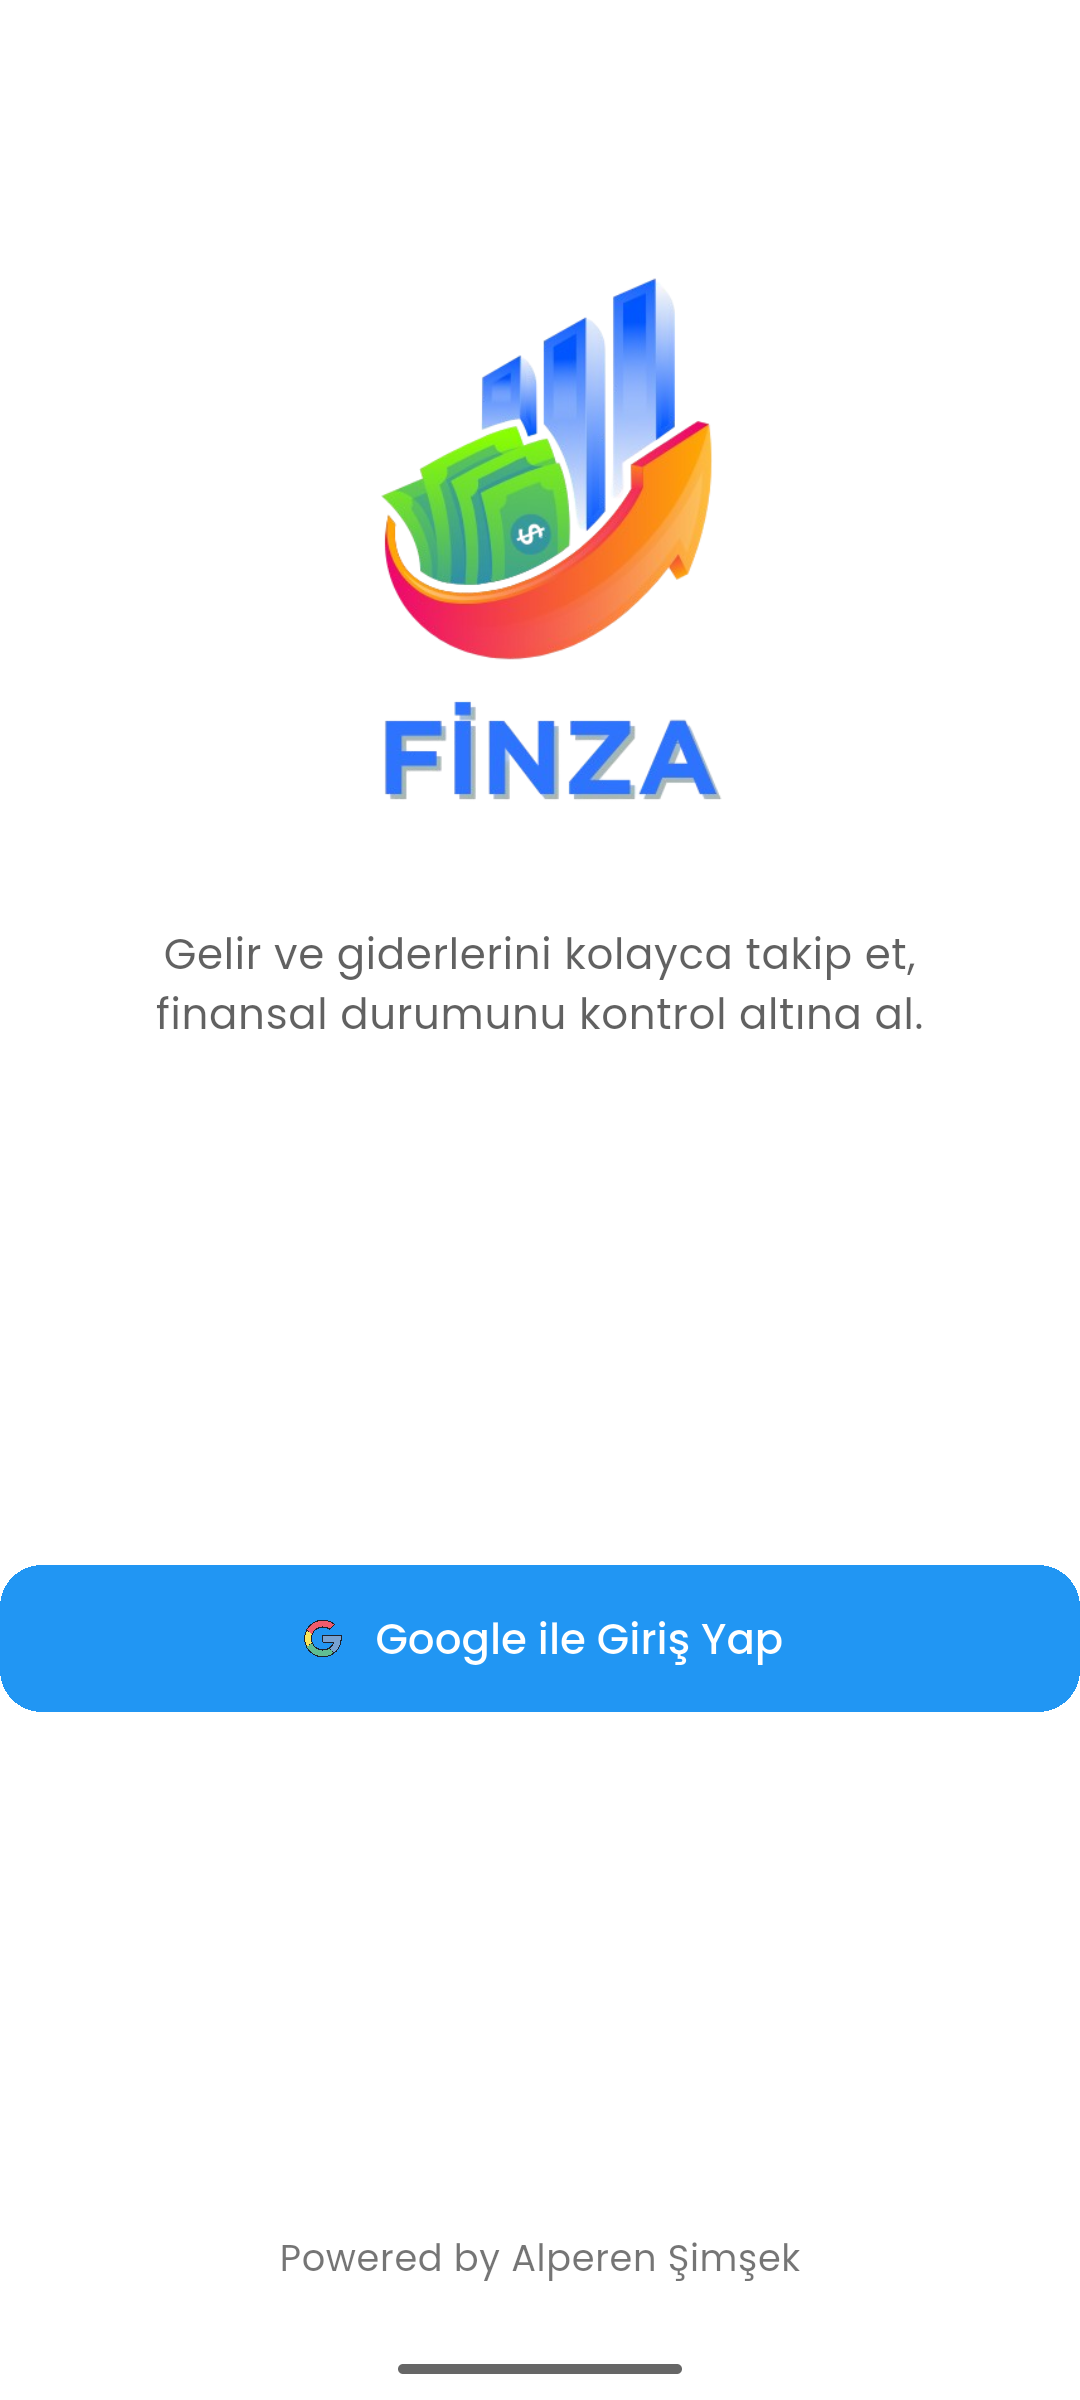 FİNZA
Gelir ve giderlerini kolayca takip et,
finansal durumunu kontrol altına al.
Google ile Giriş Yap
Powered by Alperen Şimşek